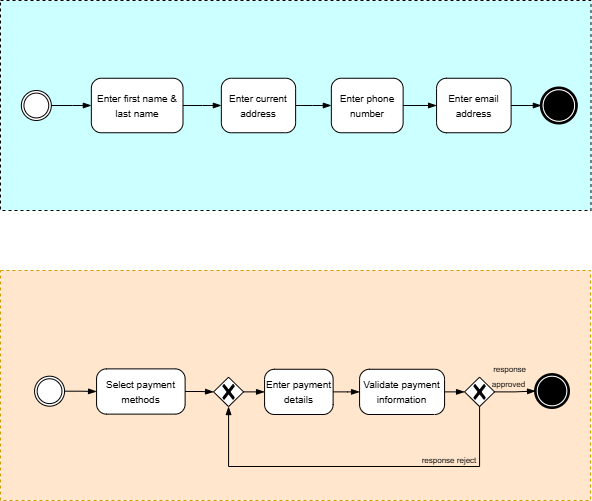 Enter first name &
last name
Enter current
address
Enter phone
number
Enter email
address
Select payment
methods
Enter payment
details
Validate payment
information
response
approved
response reject